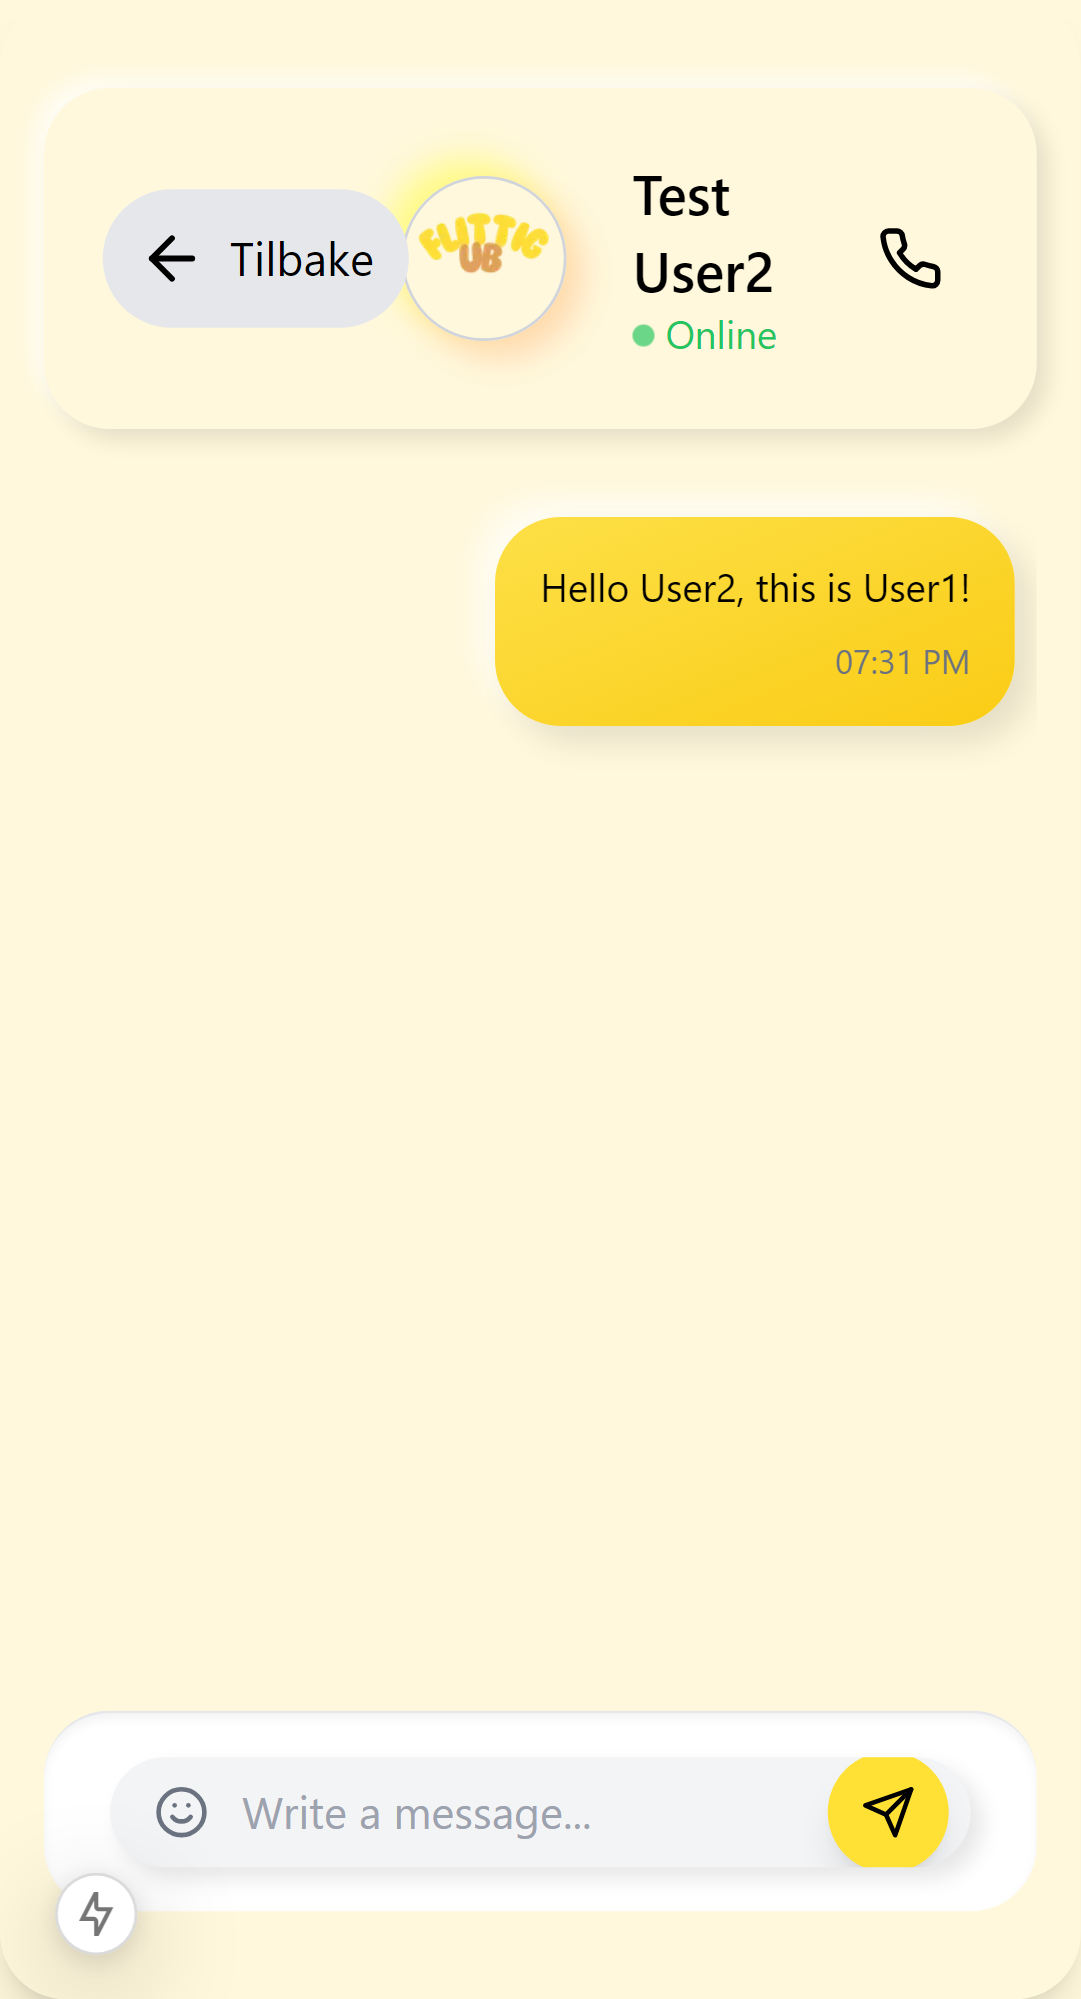 Tilbake
FLITTIG
UB
Test
User2
Online
Hello User2, this is User1!
07:31 PM
Write a message...